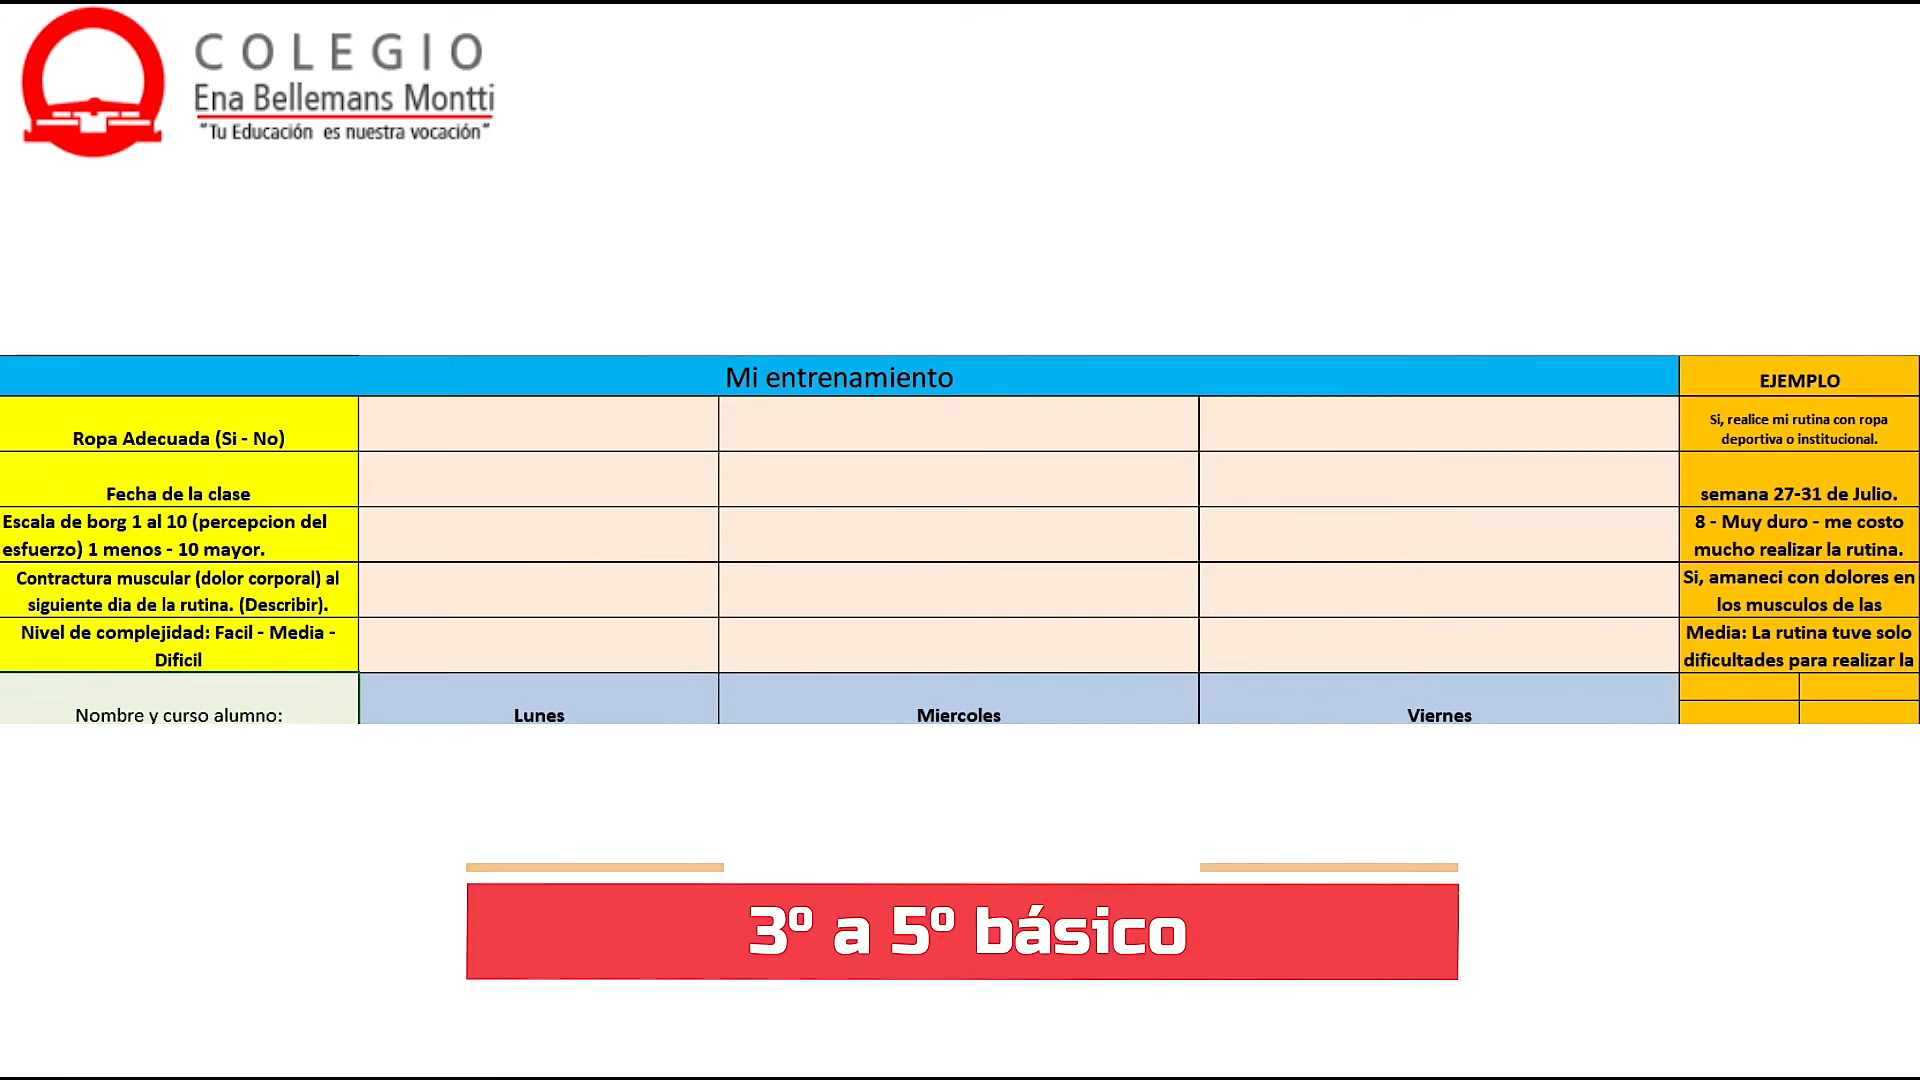 COLEGIO
Ena Bellemans Montti
"Tu Educación es nuestra vocación"
Mi entrenamiento
EJEMPLO
Ropa Adecuada (Si - No)
Si, realice mi rutina con ropa
deportiva o institucional.
Fecha de la clase
semana 27-31 de Julio.
Escala de borg 1 al 10 (percepcion del
esfuerzo) 1 menos - 10 mayor.
8 - Muy duro - me costo
mucho realizar la rutina.
Contractura muscular (dolor corporal) al
siguiente dia de la rutina. (Describir).
Si, amaneci con dolores en
los musculos de las
Nivel de complejidad: Facil - Media -
Dificil
Media: La rutina tuve solo
dificultades para realizar la
Nombre y curso alumno:
Lunes
Miercoles
Viernes
3º a 5º básico